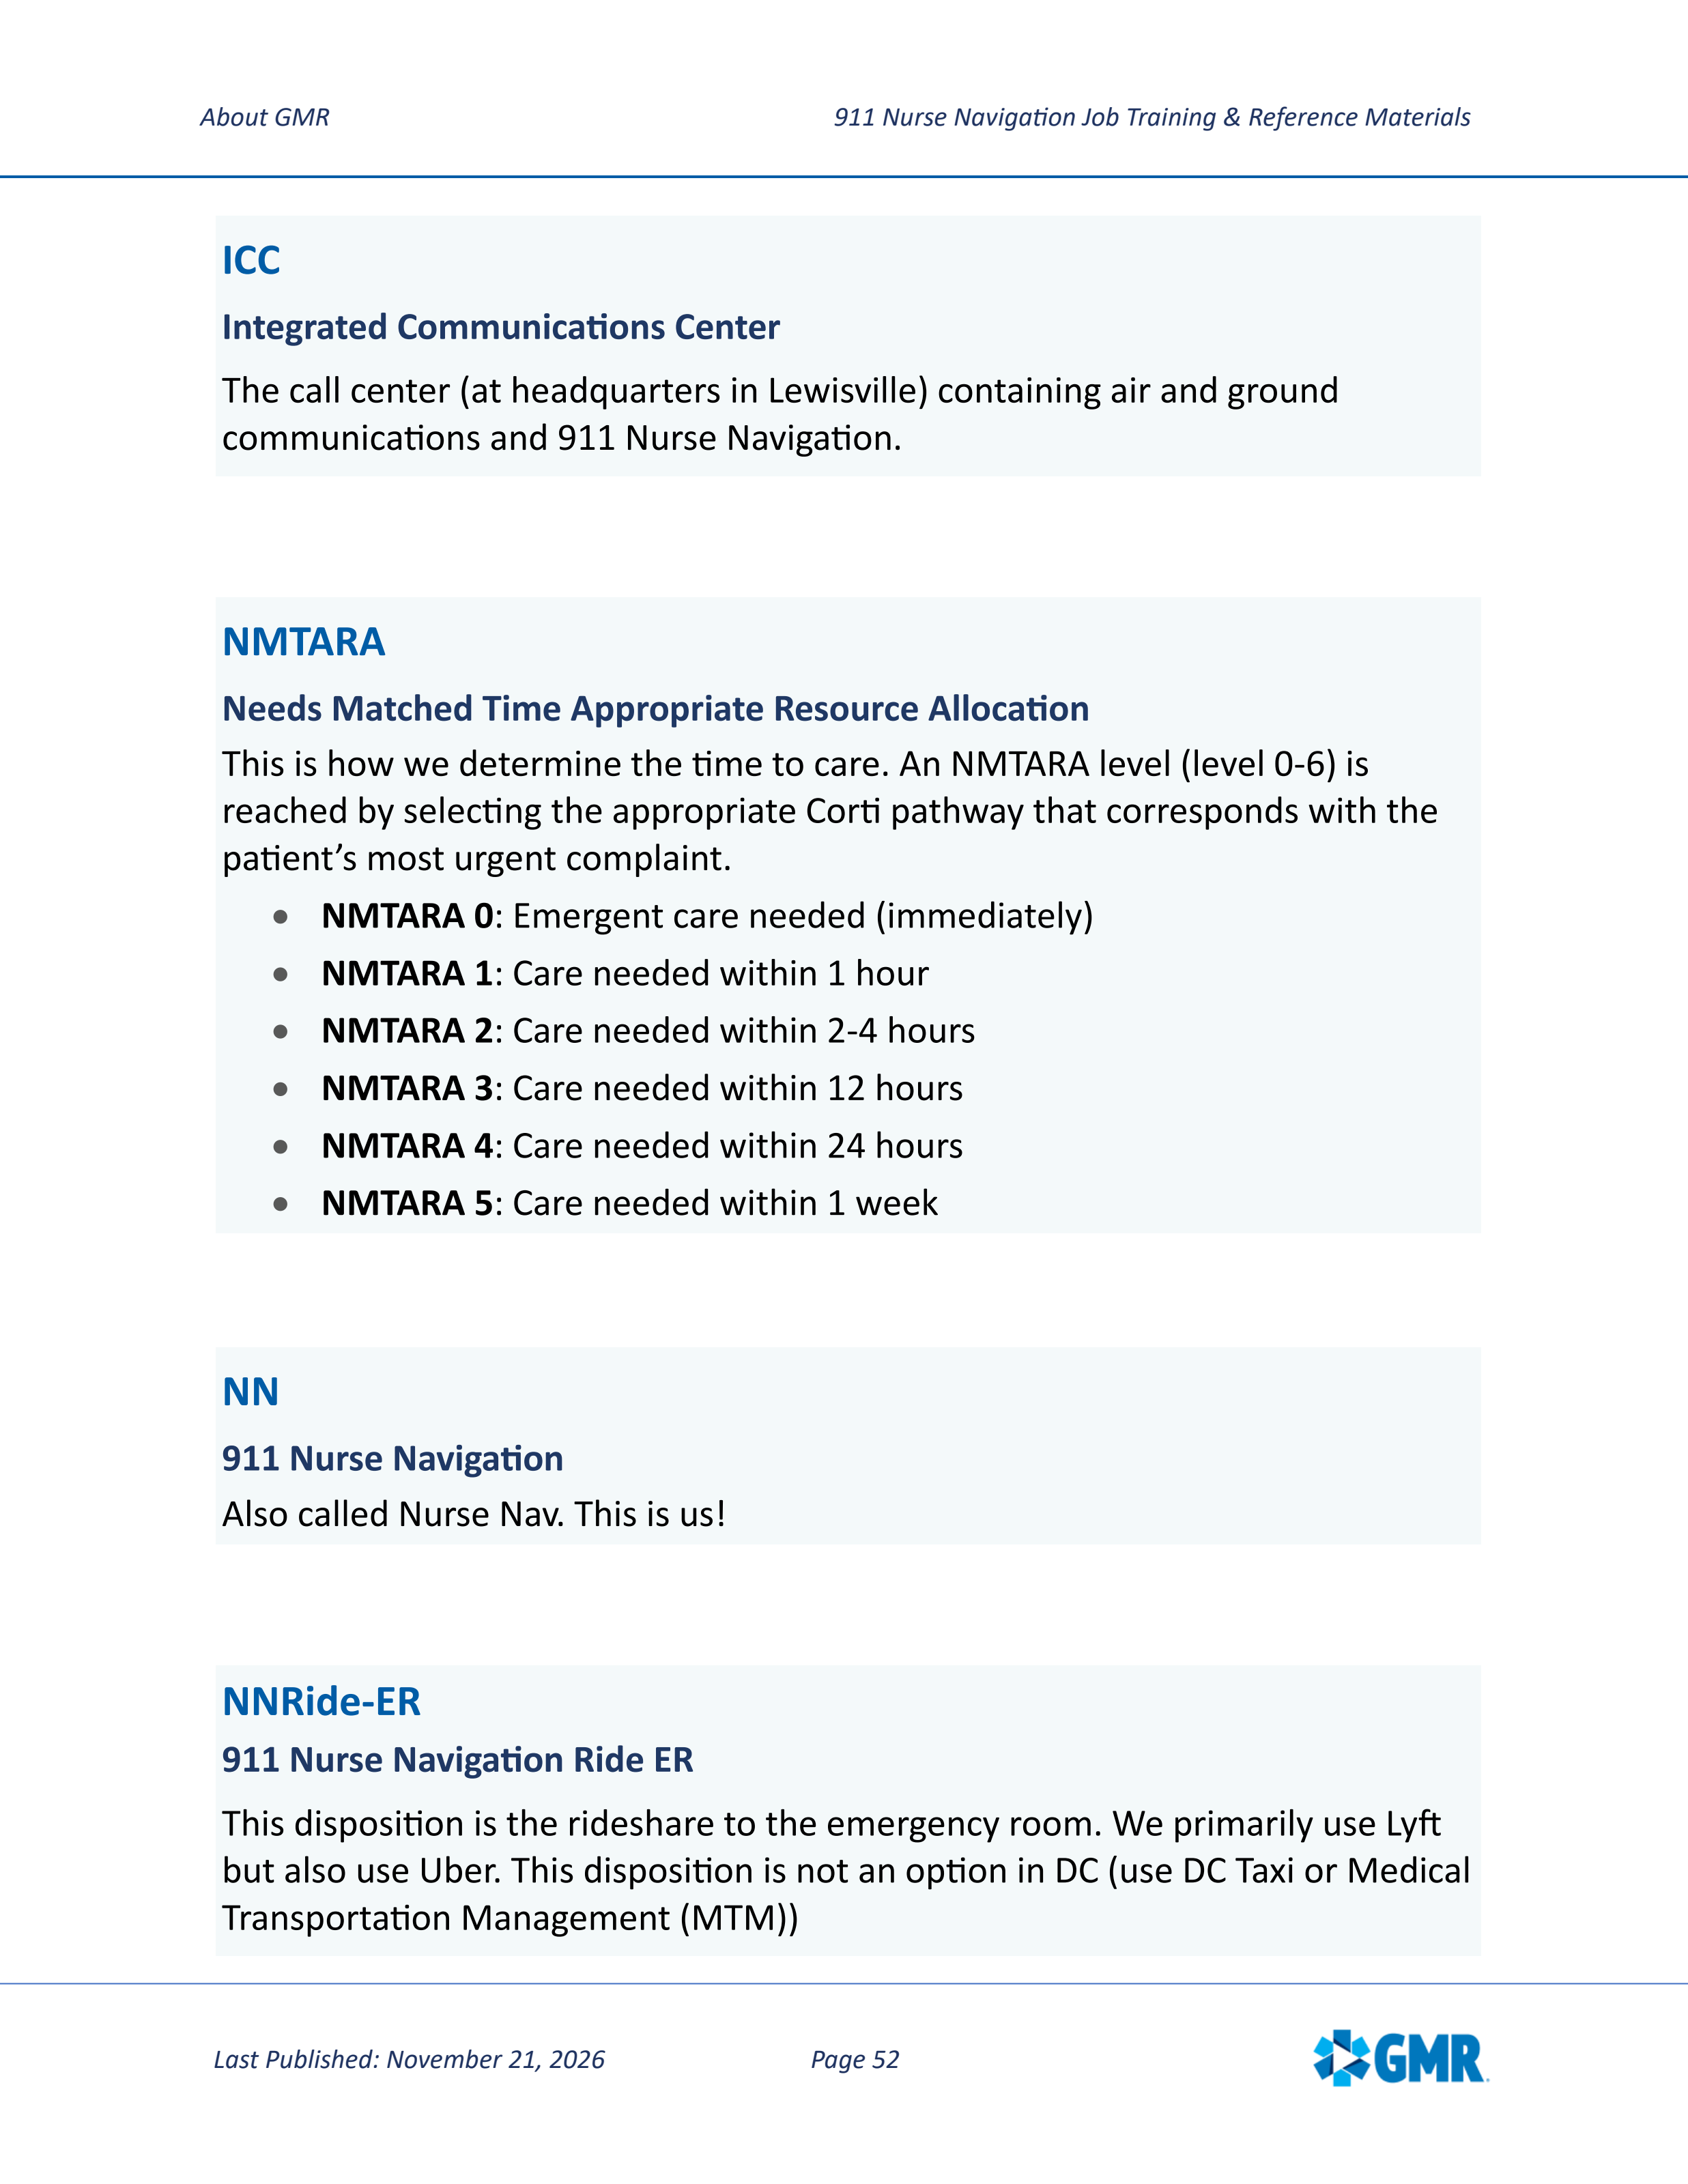 About GMR
911 Nurse Navigation Job Training & Reference Materials
ICC
Integrated Communications Center
The call center (at headquarters in Lewisville) containing air and ground
communications and 911 Nurse Navigation.
NMTARA
Needs Matched Time Appropriate Resource Allocation
This is how we determine the time to care. An NMTARA level (level 0-6) is
reached by selecting the appropriate Corti pathway that corresponds with the
patient’s most urgent complaint.
• NMTARA 0: Emergent care needed (immediately)
• NMTARA 1: Care needed within 1 hour
• NMTARA 2: Care needed within 2-4 hours
• NMTARA 3: Care needed within 12 hours
• NMTARA 4: Care needed within 24 hours
• NMTARA 5: Care needed within 1 week
NN
911 Nurse Navigation
Also called Nurse Nav. This is us!
NNRide-ER
911 Nurse Navigation Ride ER
This disposition is the rideshare to the emergency room. We primarily use Lyft
but also use Uber. This disposition is not an option in DC (use DC Taxi or Medical
Transportation Management (MTM))
Last Published: November 21, 2026
Page 52
GMR